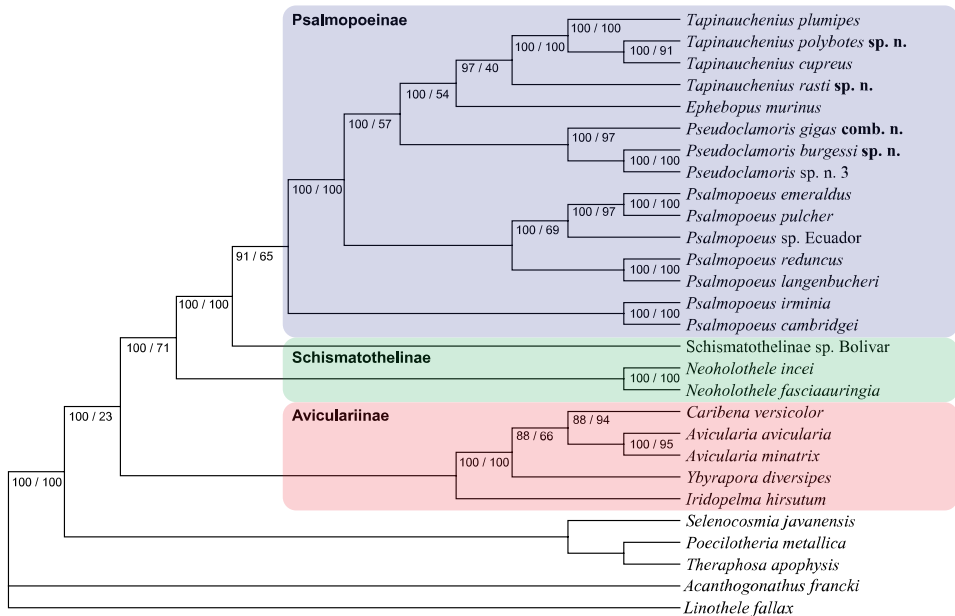 Psalmopoeinae
Tapinauchenius plumipes
100 / 100
Tapinauchenius polybotes sp. n.
100 / 100
100 / 91
Tapinauchenius cupreus
97 / 40
Tapinauchenius rasti sp. n.
100 / 54
Ephebopus murinus
100 / 57
Pseudoclamoris gigas comb. n.
100 / 97
Pseudoclamoris burgessi sp. n.
100 / 100
Pseudoclamoris sp. n. 3
100 / 100
Psalmopoeus emeraldus
100 / 100
100 / 97
Psalmopoeus pulcher
100 / 69
Psalmopoeus sp. Ecuador
91 / 65
Psalmopoeus reduncus
100 / 100
Psalmopoeus langenbucheri
100 / 100
Psalmopoeus irminia
100 / 100
Psalmopoeus cambridgei
100 / 71
Schismatothelinae sp. Bolivar
Schismatothelinae
Neoholothele incei
100 / 100
Neoholothele fasciaauringia
100 / 23
Aviculariinae
Caribena versicolor
88 / 94
Avicularia avicularia
88 / 66
100 / 95
Avicularia minatrix
100 / 100
Ybyrapora diversipes
100 / 100
Iridopelma hirsutum
Selenocosmia javanensis
Poecilotheria metallica
Theraphosa apophysis
Acanthogonathus francki
Linothele fallax